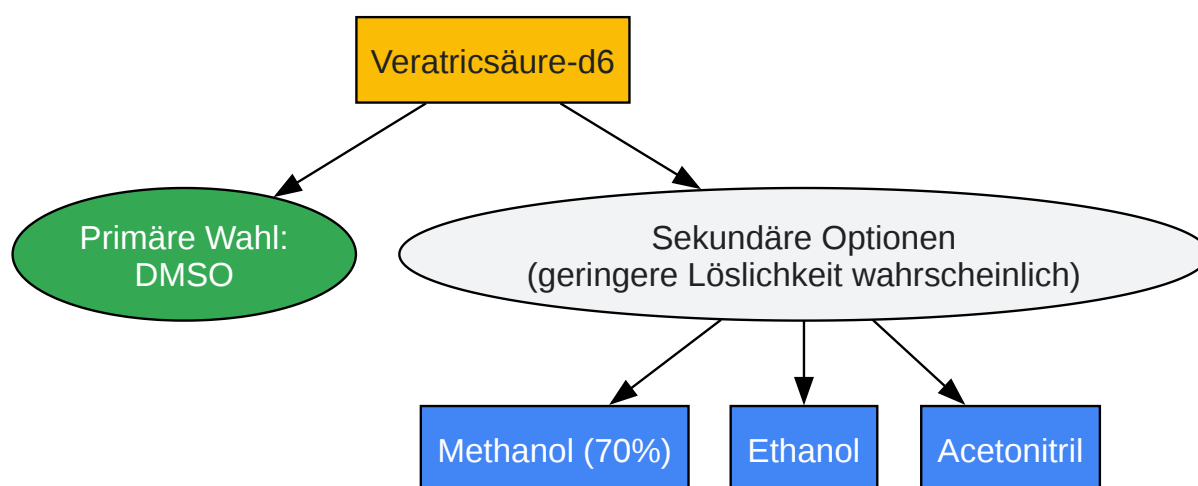 Veratricsäure-d6
Primäre Wahl:
DMSO
Sekundäre Optionen
(geringere Löslichkeit wahrscheinlich)
Methanol (70%)
Ethanol
Acetonitril